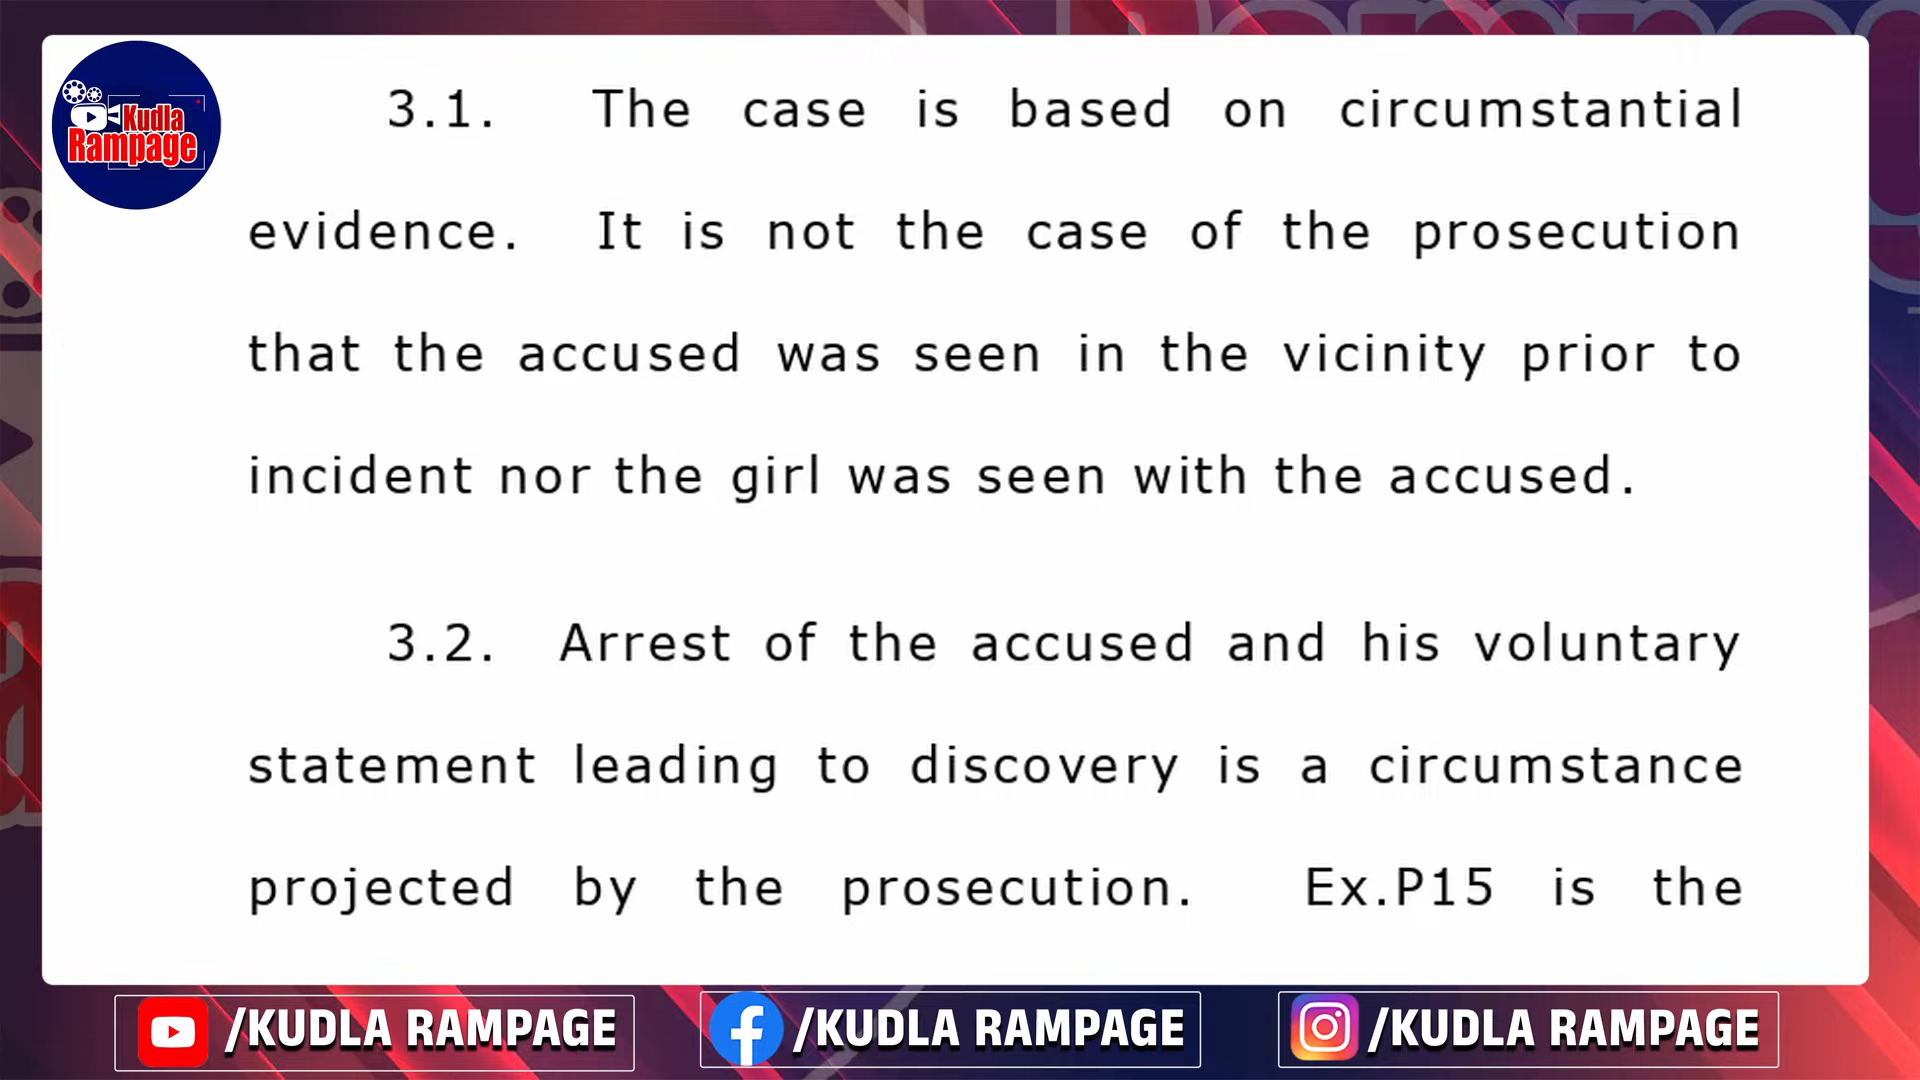 Kudla
Rampage
3.1. The case is based on circumstantial
evidence. It is not the case of the prosecution
that the accused was seen in the vicinity prior to
incident nor the girl was seen with the accused.
3.2. Arrest of the accused and his voluntary
statement leading to discovery is a circumstance
projected by the prosecution. Ex.P15 is the
/KUDLA RAMPAGE
/KUDLA RAMPAGE
/KUDLA RAMPAGE